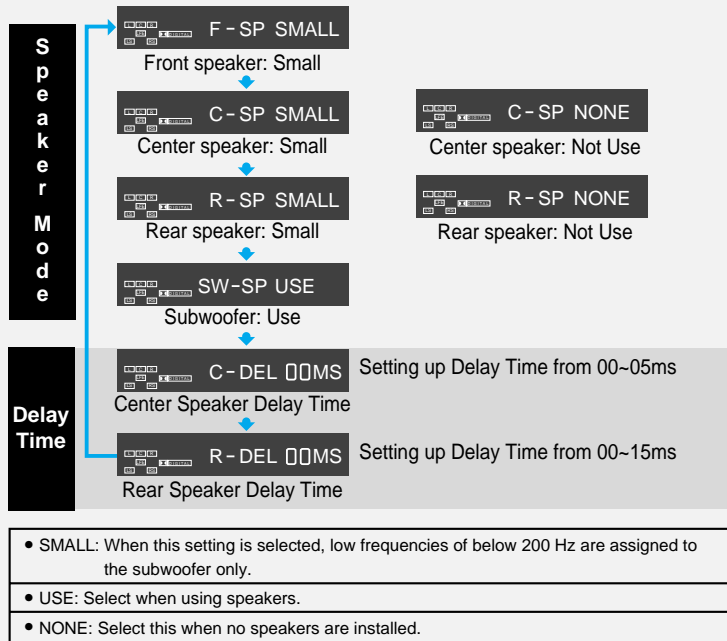 Speaker Mode
F-SP SMALL
Front speaker: Small
C-SP SMALL
Center speaker: Small
C-SP NONE
Center speaker: Not Use
R-SP SMALL
Rear speaker: Small
R-SP NONE
Rear speaker: Not Use
SW-SP USE
Subwoofer: Use
Delay
Time
C-DEL 00MS
Center Speaker Delay Time
Setting up Delay Time from 00~05ms
R-DEL 00MS
Rear Speaker Delay Time
Setting up Delay Time from 00~15ms
• SMALL: When this setting is selected, low frequencies of below 200 Hz are assigned to
the subwoofer only.
• USE: Select when using speakers.
• NONE: Select this when no speakers are installed.